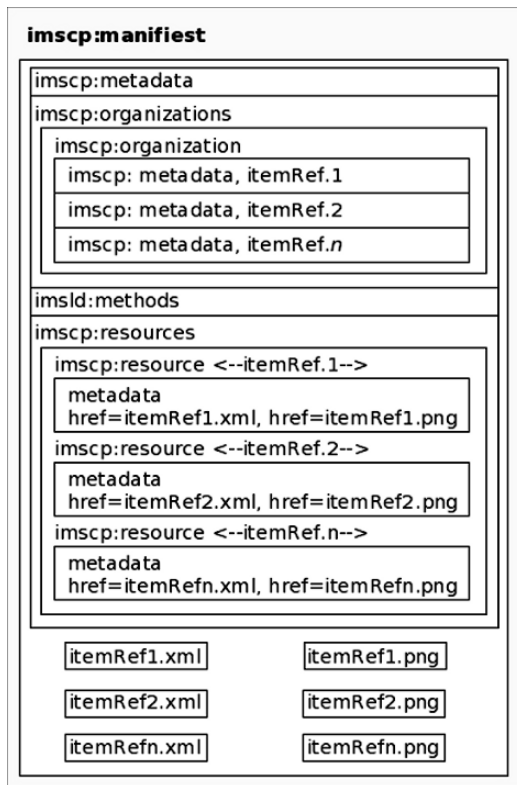 imscp:manifiest
imscp:metadata
imscp:organizations
imscp:organization
imscp: metadata, itemRef.1
imscp: metadata, itemRef.2
imscp: metadata, itemRef.n
imsld:methods
imscp:resources
imscp:resource <--itemRef.1-->
metadata
href=itemRef1.xml, href=itemRef1.png
imscp:resource <--itemRef.2-->
metadata
href=itemRef2.xml, href=itemRef2.png
imscp:resource <--itemRef.n-->
metadata
href=itemRefn.xml, href=itemRefn.png
itemRef1.xml itemRef1.png
itemRef2.xml itemRef2.png
itemRefn.xml itemRefn.png